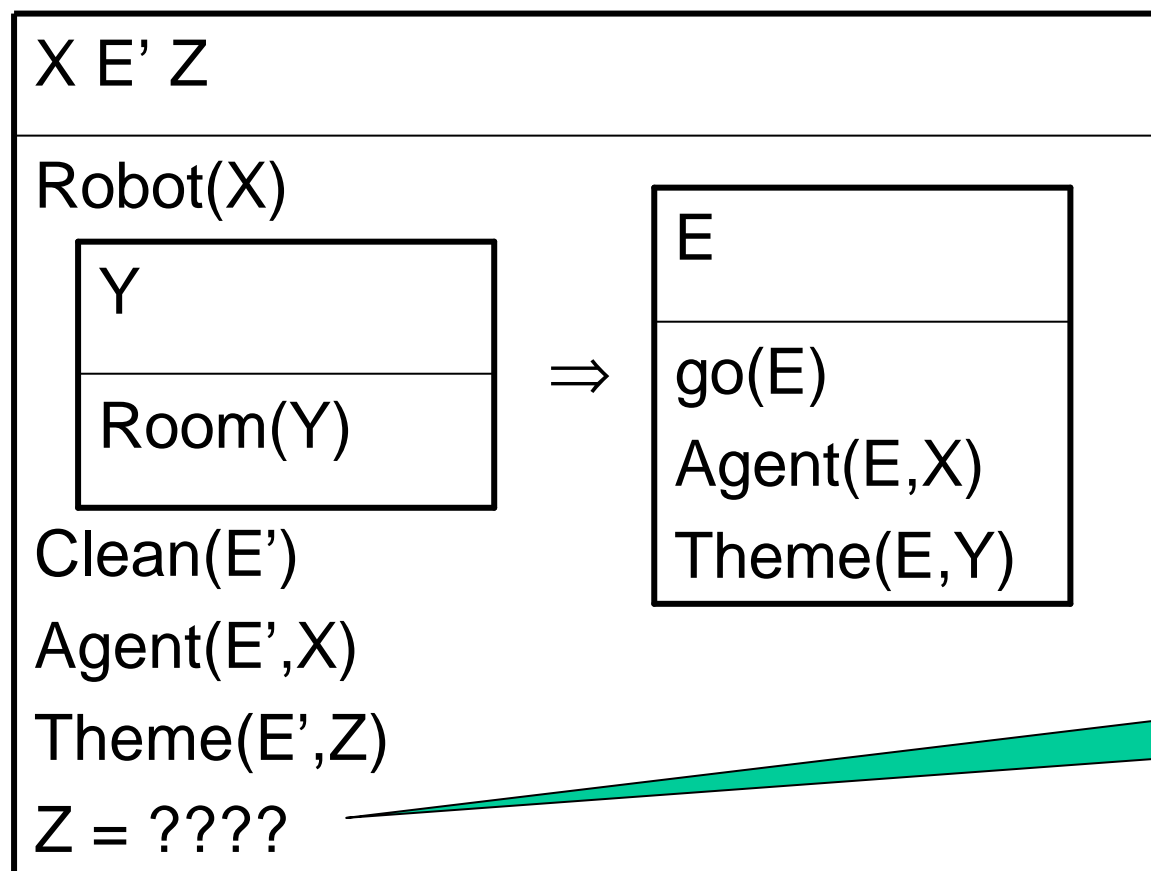 X E’ Z
Robot(X)
Y
Room(Y)
⇒
E
go(E)
Agent(E,X)
Theme(E,Y)
Clean(E’)
Agent(E’,X)
Theme(E’,Z)
Z = ????